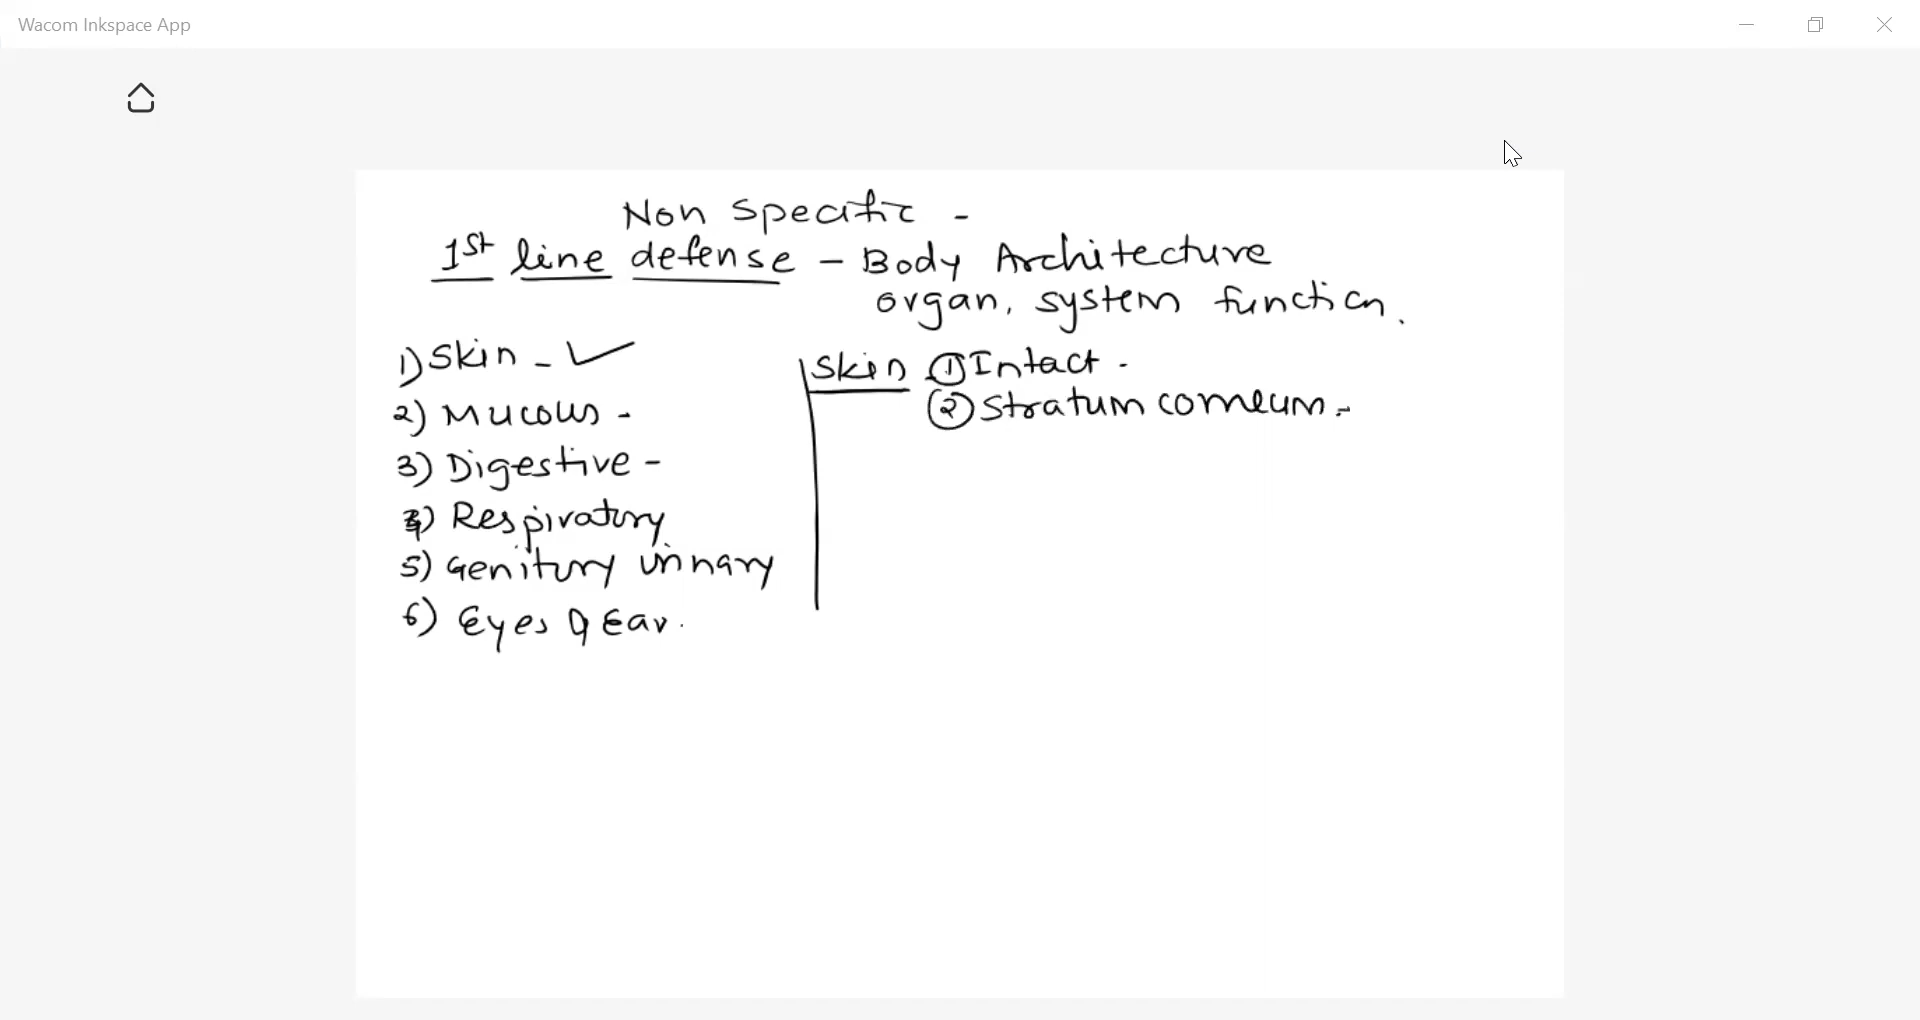 Wacom Inkspace App
Non Specific -
1st line defense - Body Architecture
organ, system function.
1) Skin - ✓
2) Mucous -
3) Digestive -
4) Respiratory
5) Genitury urinnary
6) Eyes & Ear.
Skin ① Intact -
② Stratum corneum -